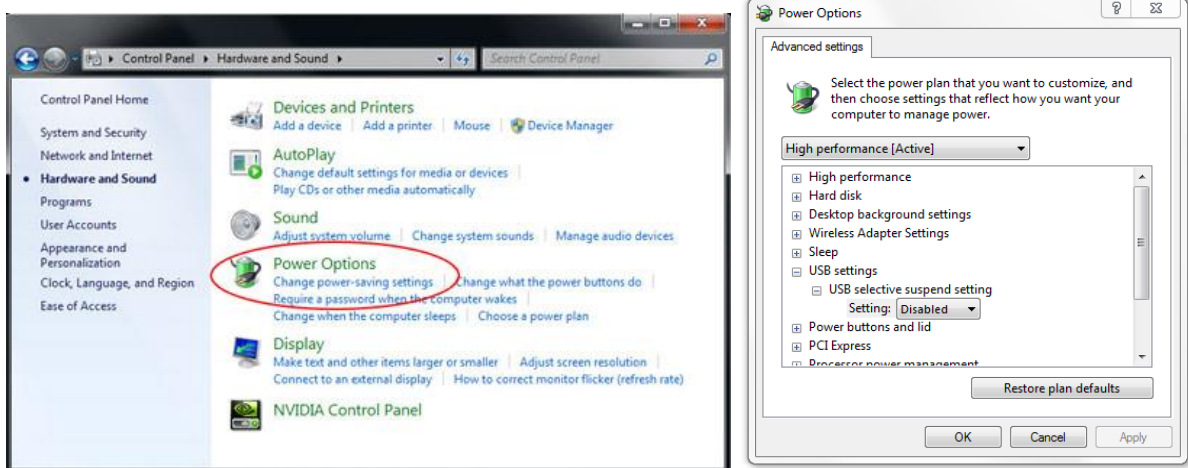 Control Panel ▸ Hardware and Sound ▸
Search Control Panel
Control Panel Home
System and Security
Network and Internet
Hardware and Sound
Programs
User Accounts
Appearance and
Personalization
Clock, Language, and Region
Ease of Access
Devices and Printers
Add a device Add a printer Mouse Device Manager
AutoPlay
Change default settings for media or devices
Play CDs or other media automatically
Sound
Adjust system volume Change system sounds Manage audio devices
Power Options
Change power-saving settings Change what the power buttons do
Require a password when the computer wakes
Change when the computer sleeps Choose a power plan
Display
Make text and other items larger or smaller Adjust screen resolution
Connect to an external display How to correct monitor flicker (refresh rate)
NVIDIA Control Panel
Power Options
Advanced settings
Select the power plan that you want to customize, and
then choose settings that reflect how you want your
computer to manage power.
High performance [Active]
High performance
Hard disk
Desktop background settings
Wireless Adapter Settings
Sleep
USB settings
USB selective suspend setting
Setting: Disabled
Power buttons and lid
PCI Express
Processor power management
Restore plan defaults
OK Cancel Apply